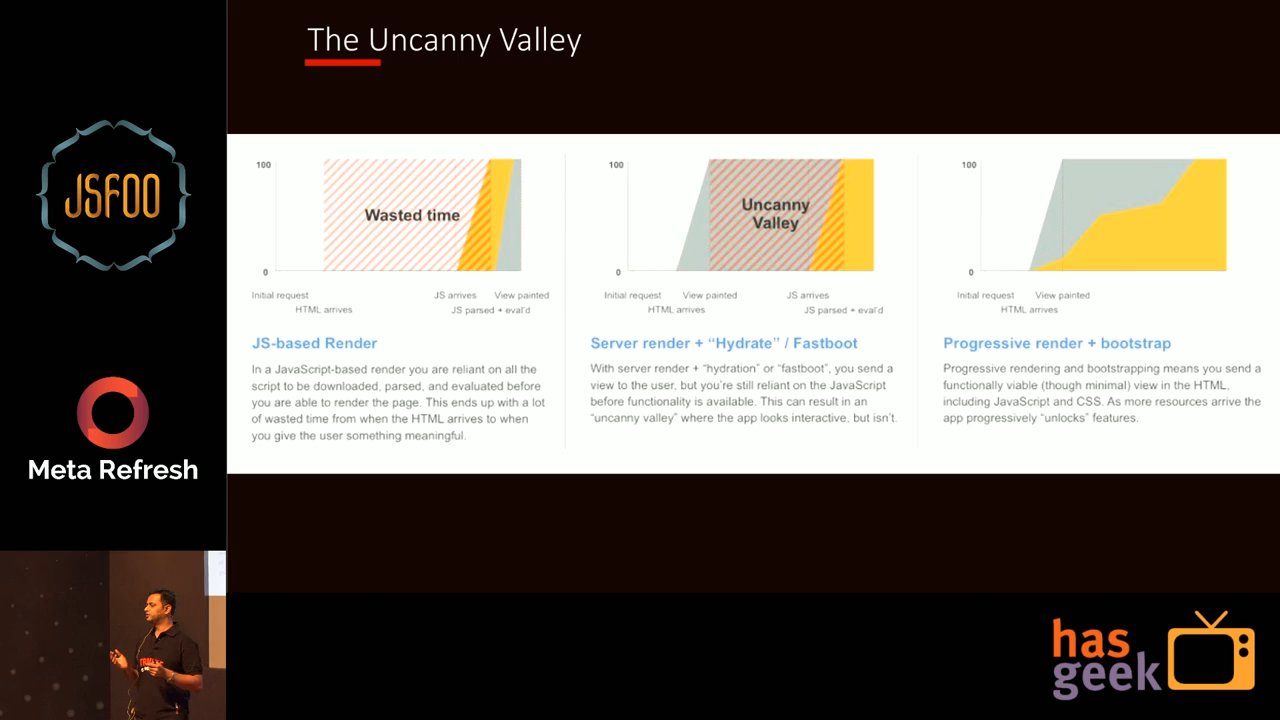 The Uncanny Valley
JSFOO
Meta Refresh
100
Wasted time
0
Initial request
HTML arrives
JS arrives
View painted
JS parsed + eval'd
JS-based Render
In a JavaScript-based render you are reliant on all the
script to be downloaded, parsed, and evaluated before
you are able to render the page. This ends up with a lot
of wasted time from when the HTML arrives to when
you give the user something meaningful.
100
Uncanny
Valley
0
Initial request
View painted
HTML arrives
JS arrives
JS parsed + eval'd
Server render + “Hydrate” / Fastboot
With server render + “hydration” or “fastboot”, you send a
view to the user, but you’re still reliant on the JavaScript
before functionality is available. This can result in an
“uncanny valley” where the app looks interactive, but isn’t.
100
0
Initial request
View painted
HTML arrives
Progressive render + bootstrap
Progressive rendering and bootstrapping means you send a
functionally viable (though minimal) view in the HTML,
including JavaScript and CSS. As more resources arrive the
app progressively “unlocks” features.
has
geek